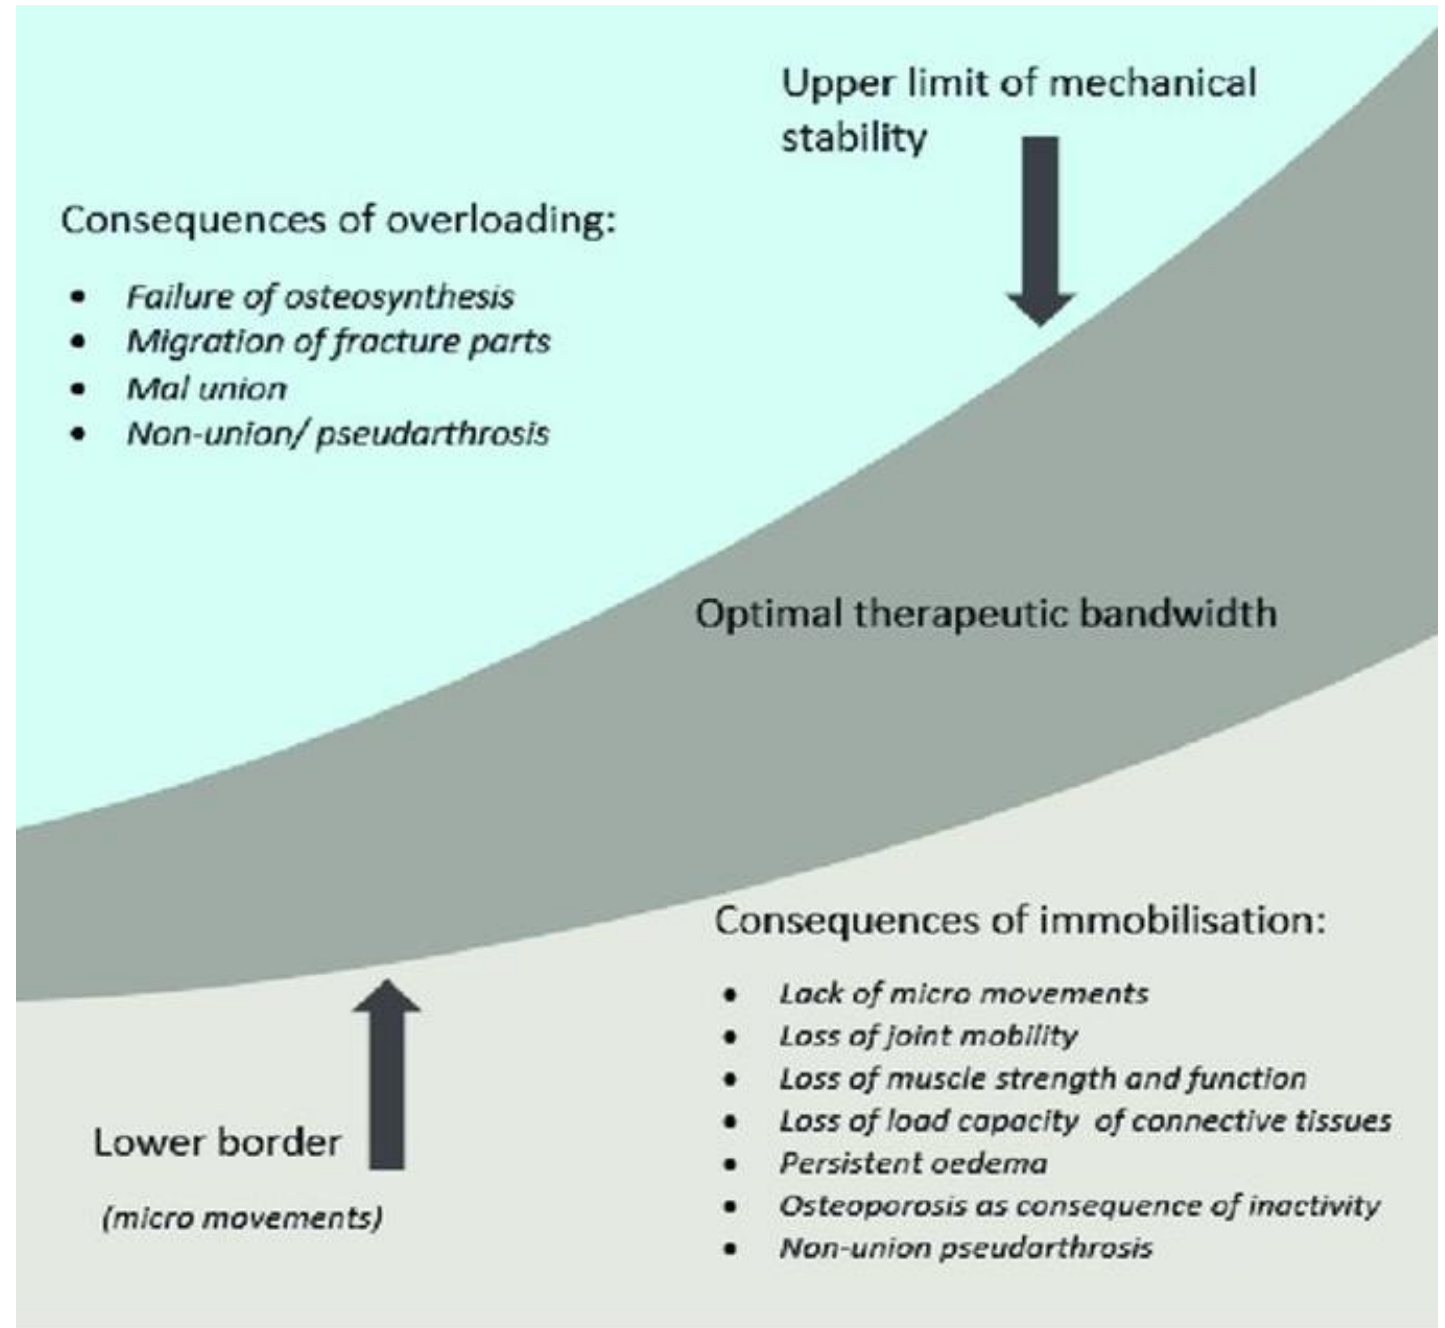 Upper limit of mechanical
stability
Consequences of overloading:
• Failure of osteosynthesis
• Migration of fracture parts
• Mal union
• Non-union/ pseudarthrosis
Optimal therapeutic bandwidth
Consequences of immobilisation:
• Lack of micro movements
• Loss of joint mobility
• Loss of muscle strength and function
• Loss of load capacity of connective tissues
• Persistent oedema
• Osteoporosis as consequence of inactivity
• Non-union pseudarthrosis
Lower border
(micro movements)